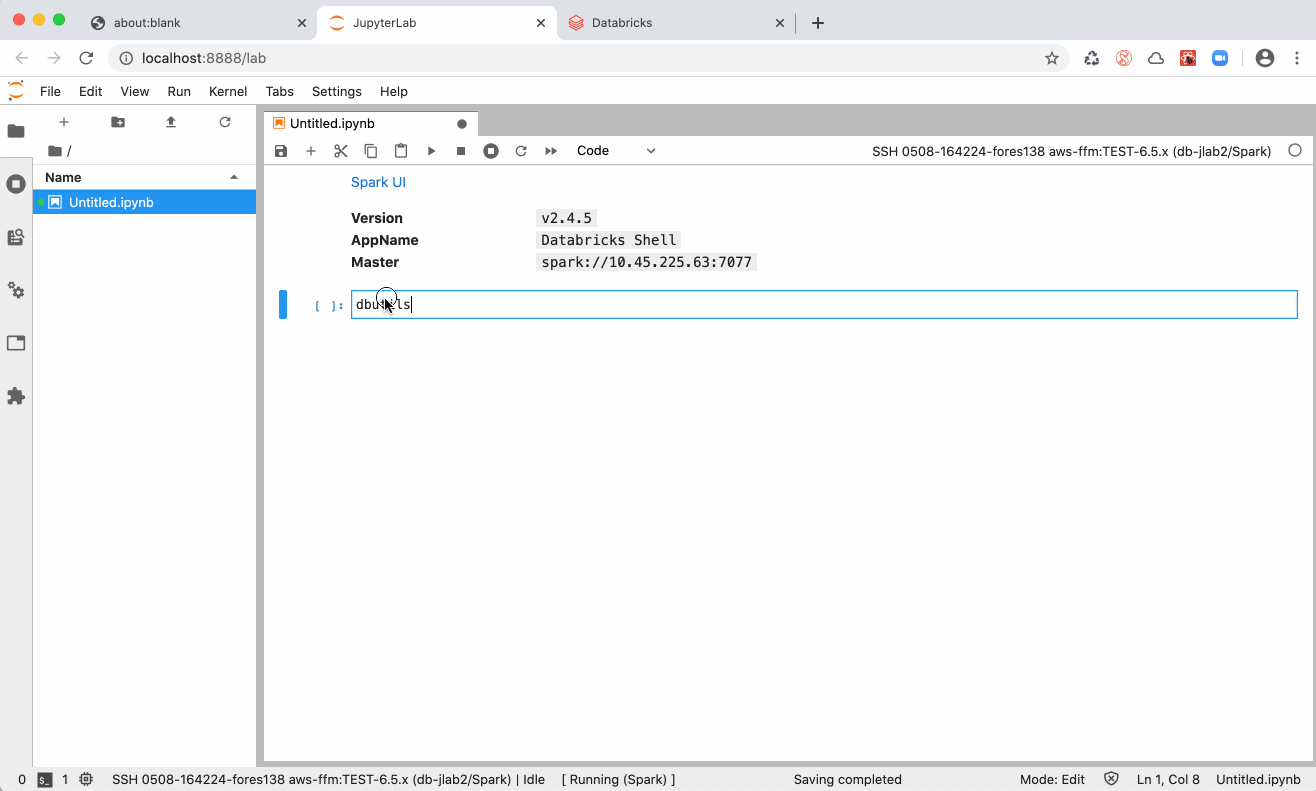 about:blank
JupyterLab
Databricks
localhost:8888/lab
File Edit View Run Kernel Tabs Settings Help
Untitled.ipynb
/
Code
SSH 0508-164224-fores138 aws-ffm:TEST-6.5.x (db-jlab2/Spark)
Name
Untitled.ipynb
Spark UI
Version v2.4.5
AppName Databricks Shell
Master spark://10.45.225.63:7077
[ ]: dbutils
0 $_ 1 SSH 0508-164224-fores138 aws-ffm:TEST-6.5.x (db-jlab2/Spark) | Idle [ Running (Spark) ] Saving completed Mode: Edit Ln 1, Col 8 Untitled.ipynb